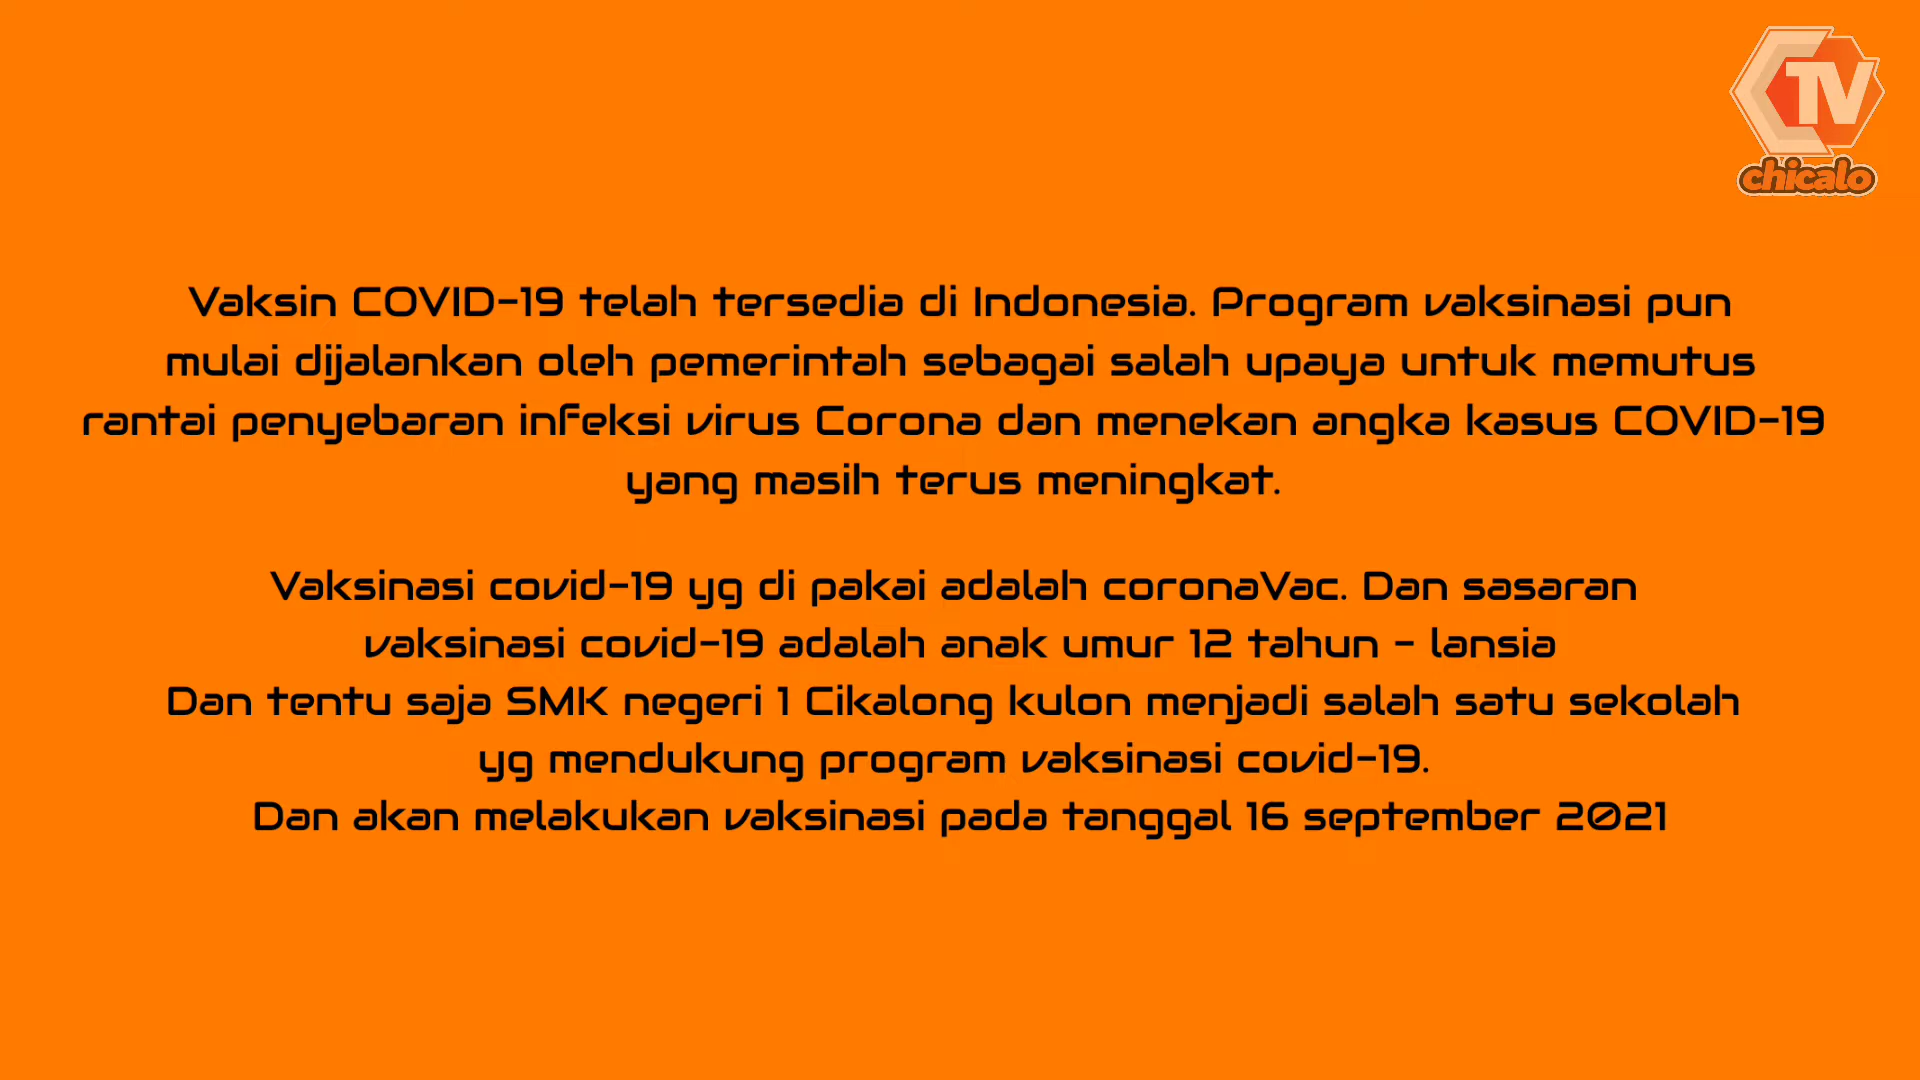 TV
chicalo
Vaksin COVID-19 telah tersedia di Indonesia. Program vaksinasi pun
mulai dijalankan oleh pemerintah sebagai salah upaya untuk memutus
rantai penyebaran infeksi virus Corona dan menekan angka kasus COVID-19
yang masih terus meningkat.
Vaksinasi covid-19 yg di pakai adalah coronaVac. Dan sasaran
vaksinasi covid-19 adalah anak umur 12 tahun - lansia
Dan tentu saja SMK negeri 1 Cikalong kulon menjadi salah satu sekolah
yg mendukung program vaksinasi covid-19.
Dan akan melakukan vaksinasi pada tanggal 16 september 2021